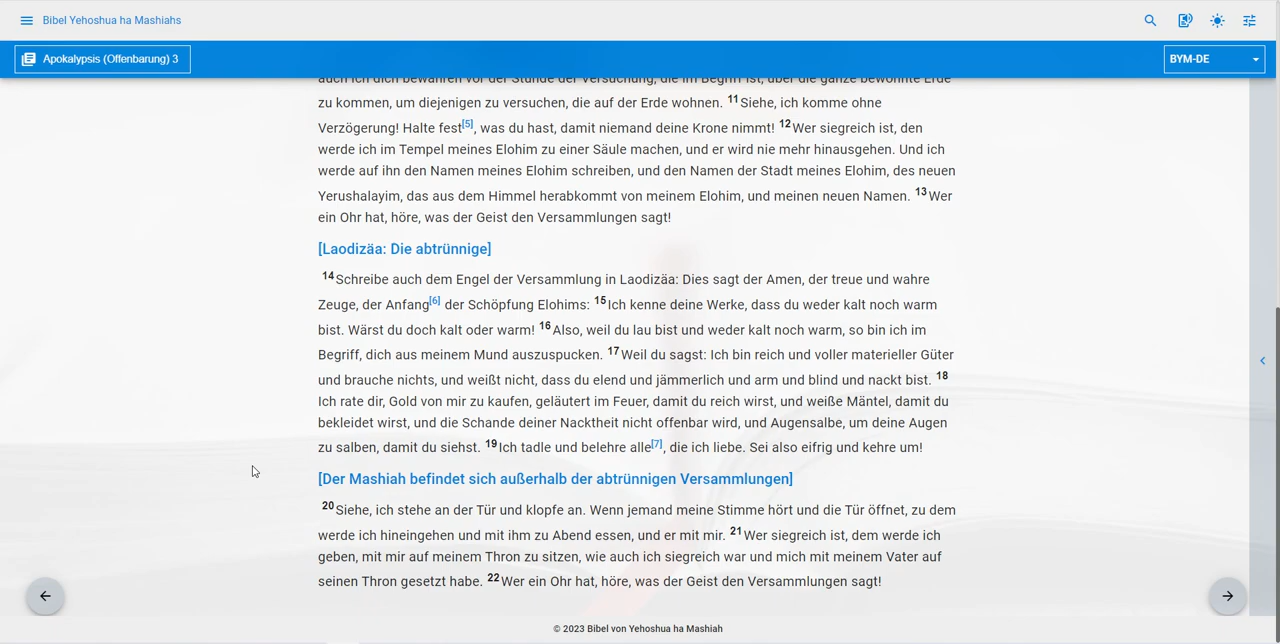 Bibel Yehoshua ha Mashiahs
Apokalypsis (Offenbarung) 3
BYM-DE
auch ich dich bewahren vor der Stunde der Versuchung, die im Begriff ist, über die ganze bewohnte Erde
zu kommen, um diejenigen zu versuchen, die auf der Erde wohnen. 11 Siehe, ich komme ohne
Verzögerung! Halte fest[5], was du hast, damit niemand deine Krone nimmt! 12 Wer siegreich ist, den
werde ich im Tempel meines Elohim zu einer Säule machen, und er wird nie mehr hinausgehen. Und ich
werde auf ihn den Namen meines Elohim schreiben, und den Namen der Stadt meines Elohim, des neuen
Yerushalayim, das aus dem Himmel herabkommt von meinem Elohim, und meinen neuen Namen. 13 Wer
ein Ohr hat, höre, was der Geist den Versammlungen sagt!
[Laodizäa: Die abtrünnige]
14 Schreibe auch dem Engel der Versammlung in Laodizäa: Dies sagt der Amen, der treue und wahre
Zeuge, der Anfang[6] der Schöpfung Elohims: 15 Ich kenne deine Werke, dass du weder kalt noch warm
bist. Wärst du doch kalt oder warm! 16 Also, weil du lau bist und weder kalt noch warm, so bin ich im
Begriff, dich aus meinem Mund auszuspucken. 17 Weil du sagst: Ich bin reich und voller materieller Güter
und brauche nichts, und weißt nicht, dass du elend und jämmerlich und arm und blind und nackt bist. 18
Ich rate dir, Gold von mir zu kaufen, geläutert im Feuer, damit du reich wirst, und weiße Mäntel, damit du
bekleidet wirst, und die Schande deiner Nacktheit nicht offenbar wird, und Augensalbe, um deine Augen
zu salben, damit du siehst. 19 Ich tadle und belehre alle[7], die ich liebe. Sei also eifrig und kehre um!
[Der Mashiah befindet sich außerhalb der abtrünnigen Versammlungen]
20 Siehe, ich stehe an der Tür und klopfe an. Wenn jemand meine Stimme hört und die Tür öffnet, zu dem
werde ich hineingehen und mit ihm zu Abend essen, und er mit mir. 21 Wer siegreich ist, dem werde ich
geben, mit mir auf meinem Thron zu sitzen, wie auch ich siegreich war und mich mit meinem Vater auf
seinen Thron gesetzt habe. 22 Wer ein Ohr hat, höre, was der Geist den Versammlungen sagt!
© 2023 Bibel von Yehoshua ha Mashiah